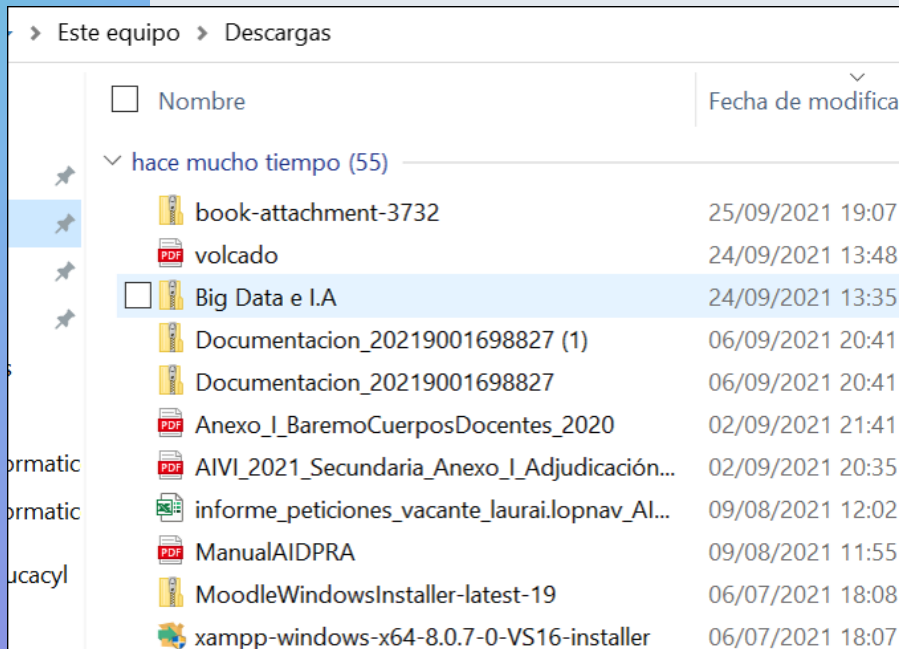 Este equipo > Descargas
Nombre Fecha de modifica
hace mucho tiempo (55)
book-attachment-3732 25/09/2021 19:07
volcado 24/09/2021 13:48
Big Data e I.A 24/09/2021 13:35
Documentacion_20219001698827 (1) 06/09/2021 20:41
Documentacion_20219001698827 06/09/2021 20:41
Anexo_I_BaremoCuerposDocentes_2020 02/09/2021 21:41
ormatic AIVI_2021_Secundaria_Anexo_I_Adjudicación... 02/09/2021 20:35
ormatic informe_peticiones_vacante_laurai.lopnav_AI... 09/08/2021 12:02
ManualAIDPRA 09/08/2021 11:55
ucacyl MoodleWindowsInstaller-latest-19 06/07/2021 18:08
xampp-windows-x64-8.0.7-0-VS16-installer 06/07/2021 18:07